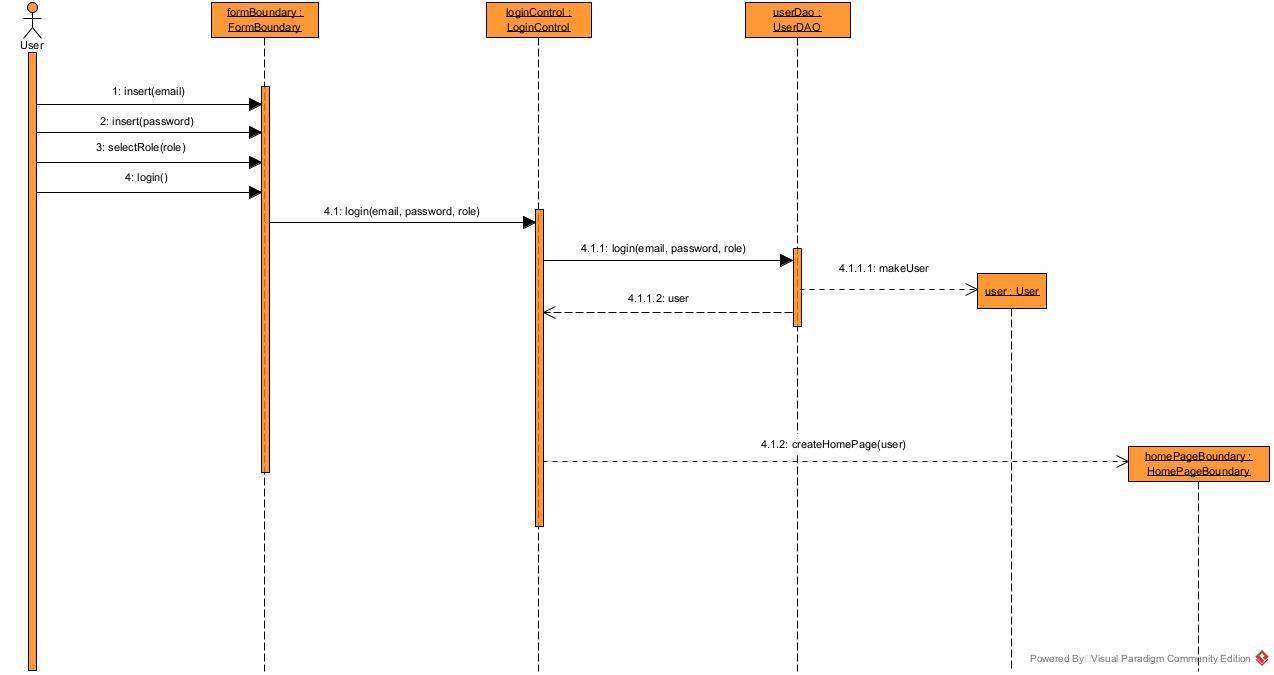 formBoundary :
FormBoundary
loginControl :
LoginControl
userDao :
UserDAO
User
1: insert(email)
2: insert(password)
3: selectRole(role)
4: login()
4.1: login(email, password, role)
4.1.1: login(email, password, role)
4.1.1.1: makeUser
user : User
4.1.1.2: user
4.1.2: createHomePage(user)
homePageBoundary :
HomePageBoundary
Powered By Visual Paradigm Community Edition